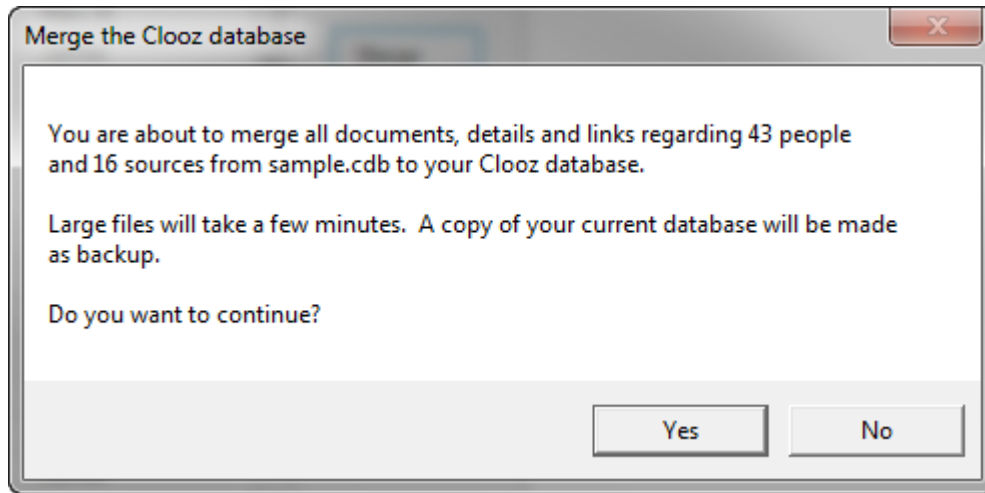 Merge the Clooz database
You are about to merge all documents, details and links regarding 43 people
and 16 sources from sample.cdb to your Clooz database.
Large files will take a few minutes.  A copy of your current database will be made
as backup.
Do you want to continue?
Yes
No